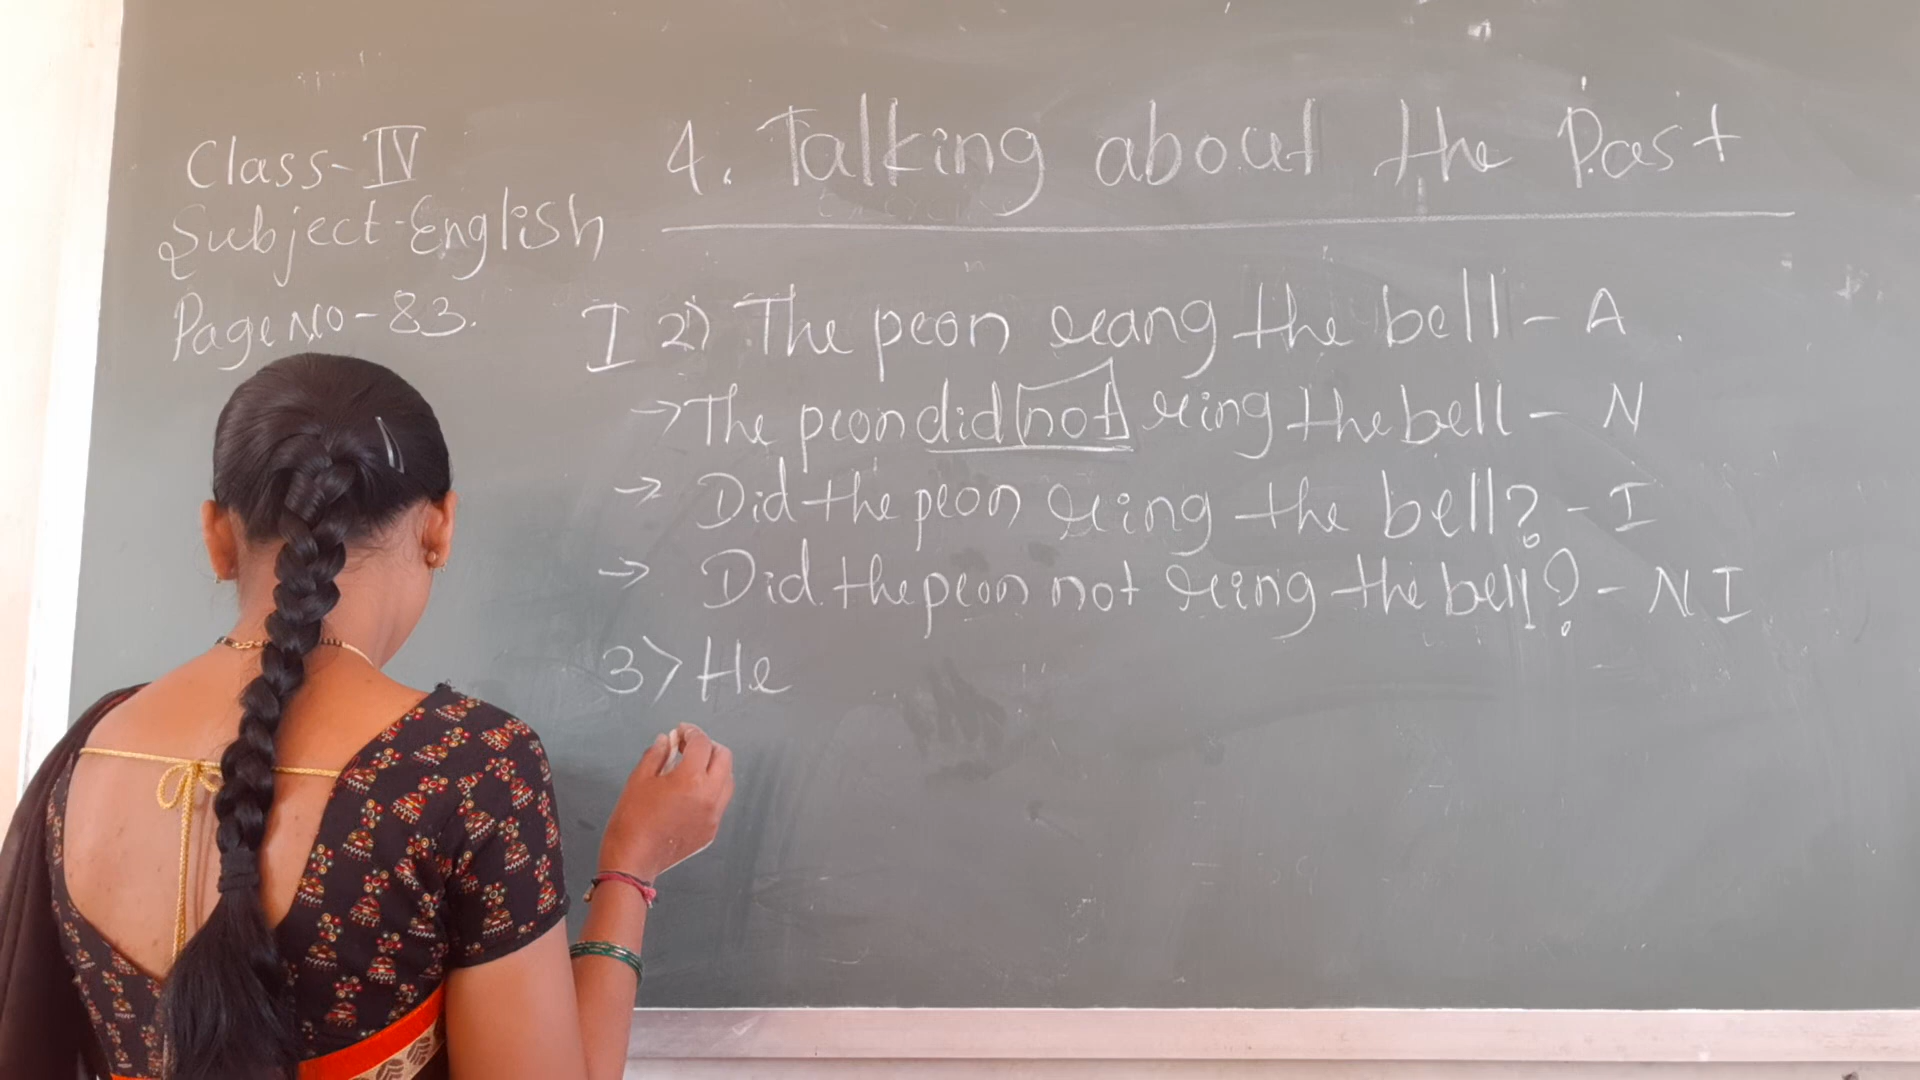 Class-IV
Subject-English
Page No-83.
4. Talking about the Past
I 2) The peon rang the bell - A
→ The peon did not ring the bell - N
→ Did the peon ring the bell? - I
→ Did the peon not ring the bell? - N I
3) He